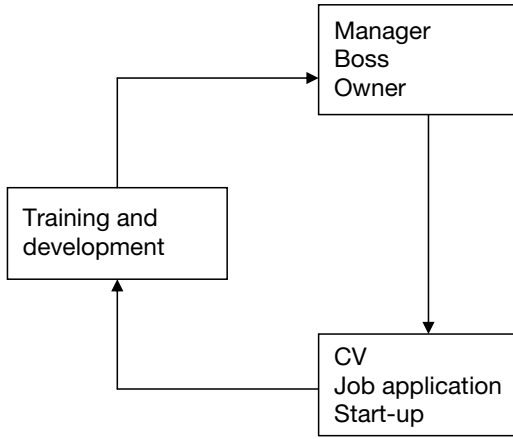 Manager
Boss
Owner
Training and
development
CV
Job application
Start-up